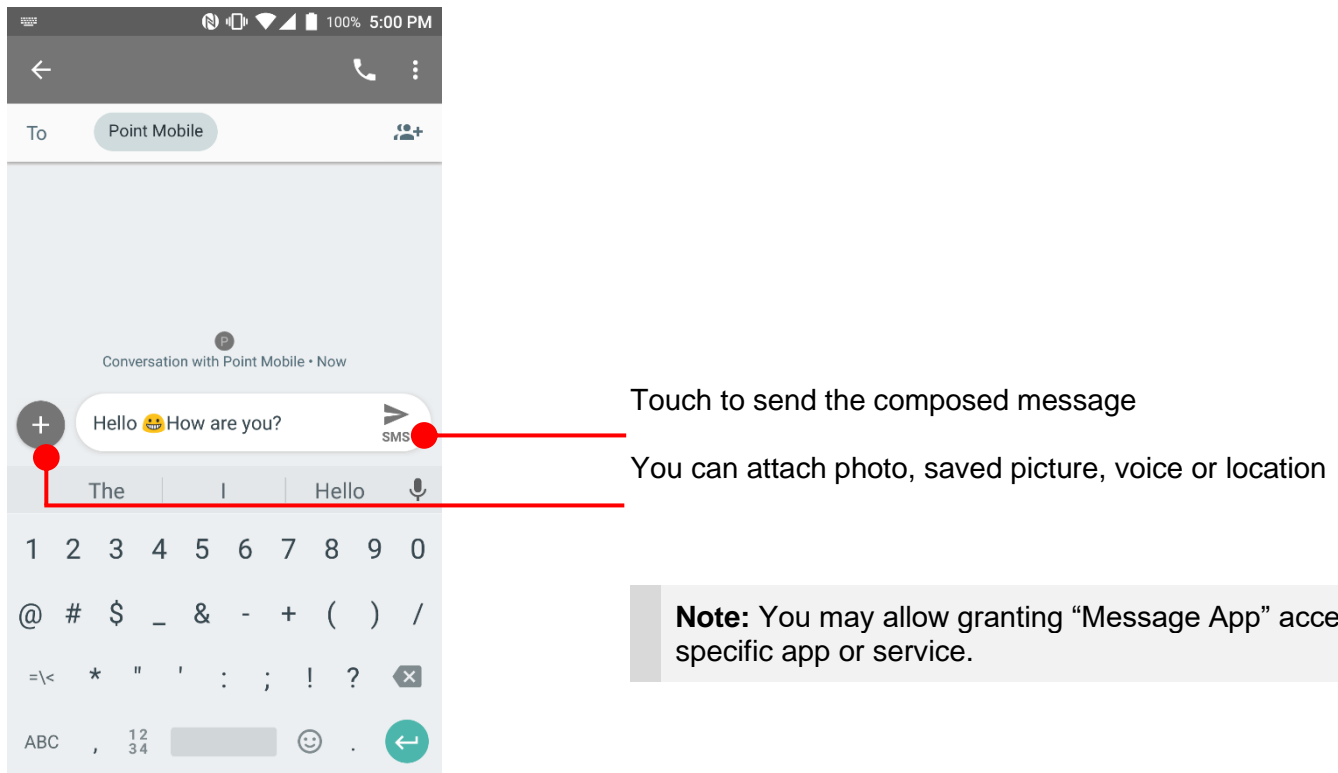 100% 5:00 PM
To Point Mobile
P
Conversation with Point Mobile • Now
Hello 😀How are you?
SMS
The I Hello
1 2 3 4 5 6 7 8 9 0
@ # $ _ & - + ( ) /
=\< * " ' : ; ! ?
ABC , 12 34 .
Touch to send the composed message
You can attach photo, saved picture, voice or location
Note: You may allow granting “Message App” acce
specific app or service.